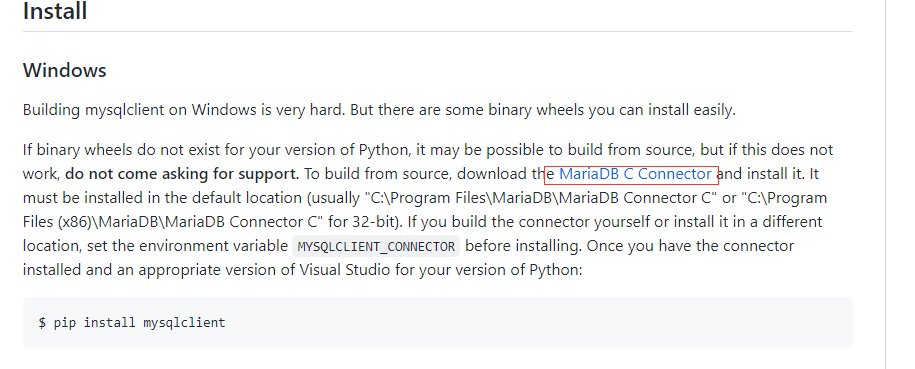 Install
Windows
Building mysqlclient on Windows is very hard. But there are some binary wheels you can install easily.
If binary wheels do not exist for your version of Python, it may be possible to build from source, but if this does not
work, do not come asking for support. To build from source, download the MariaDB C Connector and install it. It
must be installed in the default location (usually "C:\Program Files\MariaDB\MariaDB Connector C" or "C:\Program
Files (x86)\MariaDB\MariaDB Connector C" for 32-bit). If you build the connector yourself or install it in a different
location, set the environment variable MYSQLCLIENT_CONNECTOR before installing. Once you have the connector
installed and an appropriate version of Visual Studio for your version of Python:
$ pip install mysqlclient